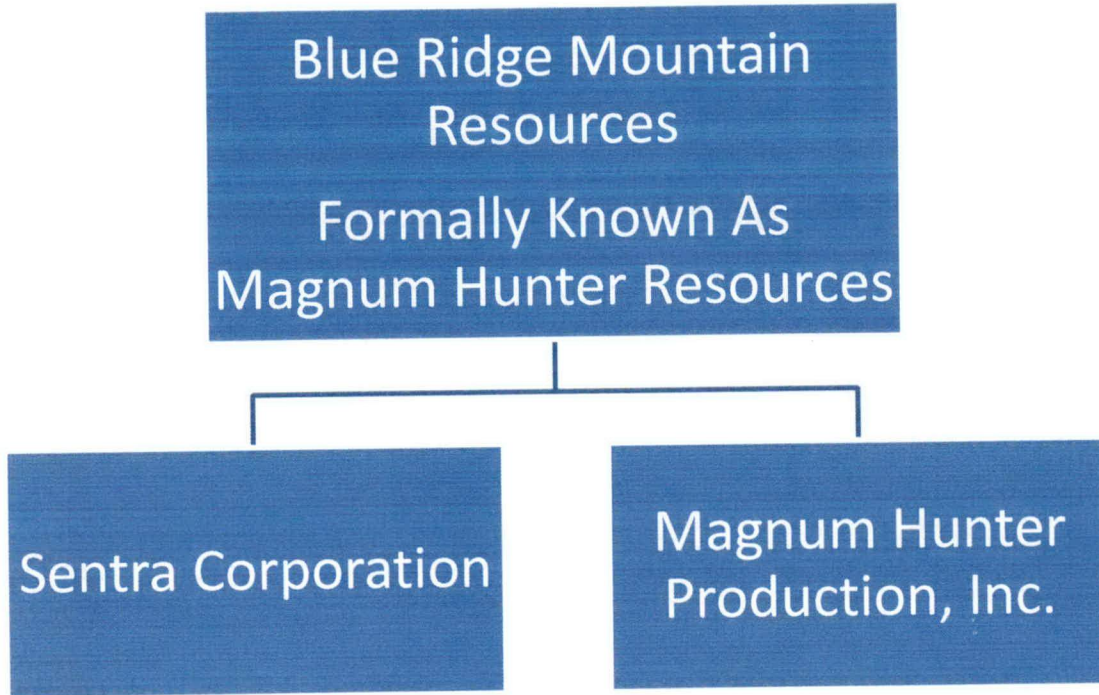 Blue Ridge Mountain
Resources
Formally Known As
Magnum Hunter Resources
Sentra Corporation
Magnum Hunter
Production, Inc.